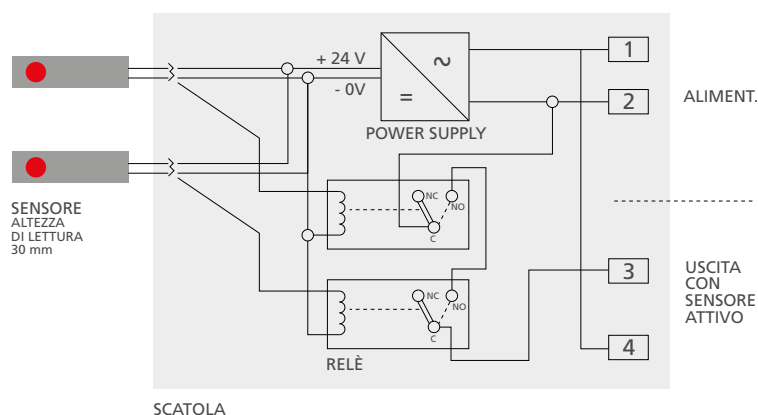 + 24 V
- 0V
~
=
POWER SUPPLY
1
2
ALIMENT.
SENSORE
ALTEZZA
DI LETTURA
30 mm
NC
NO
C
NC
NO
C
RELÈ
3
4
USCITA
CON
SENSORE
ATTIVO
SCATOLA